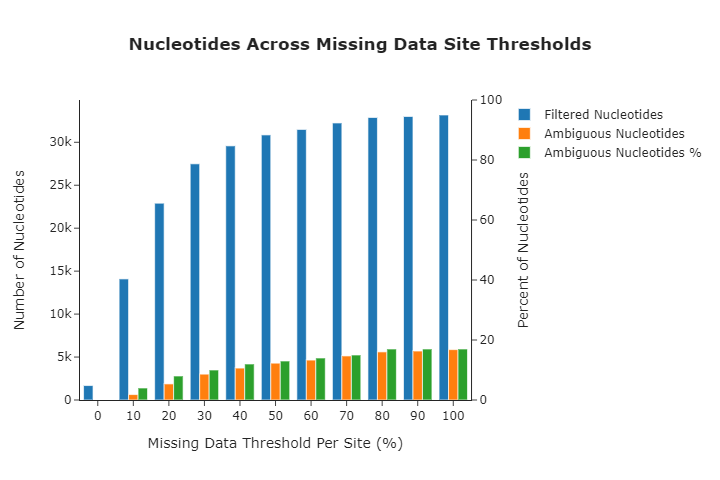 Nucleotides Across Missing Data Site Thresholds
Filtered Nucleotides
Ambiguous Nucleotides
Ambiguous Nucleotides %
Number of Nucleotides
30k
25k
20k
15k
10k
5k
0
100
80
60
40
20
0
Percent of Nucleotides
0 10 20 30 40 50 60 70 80 90 100
Missing Data Threshold Per Site (%)